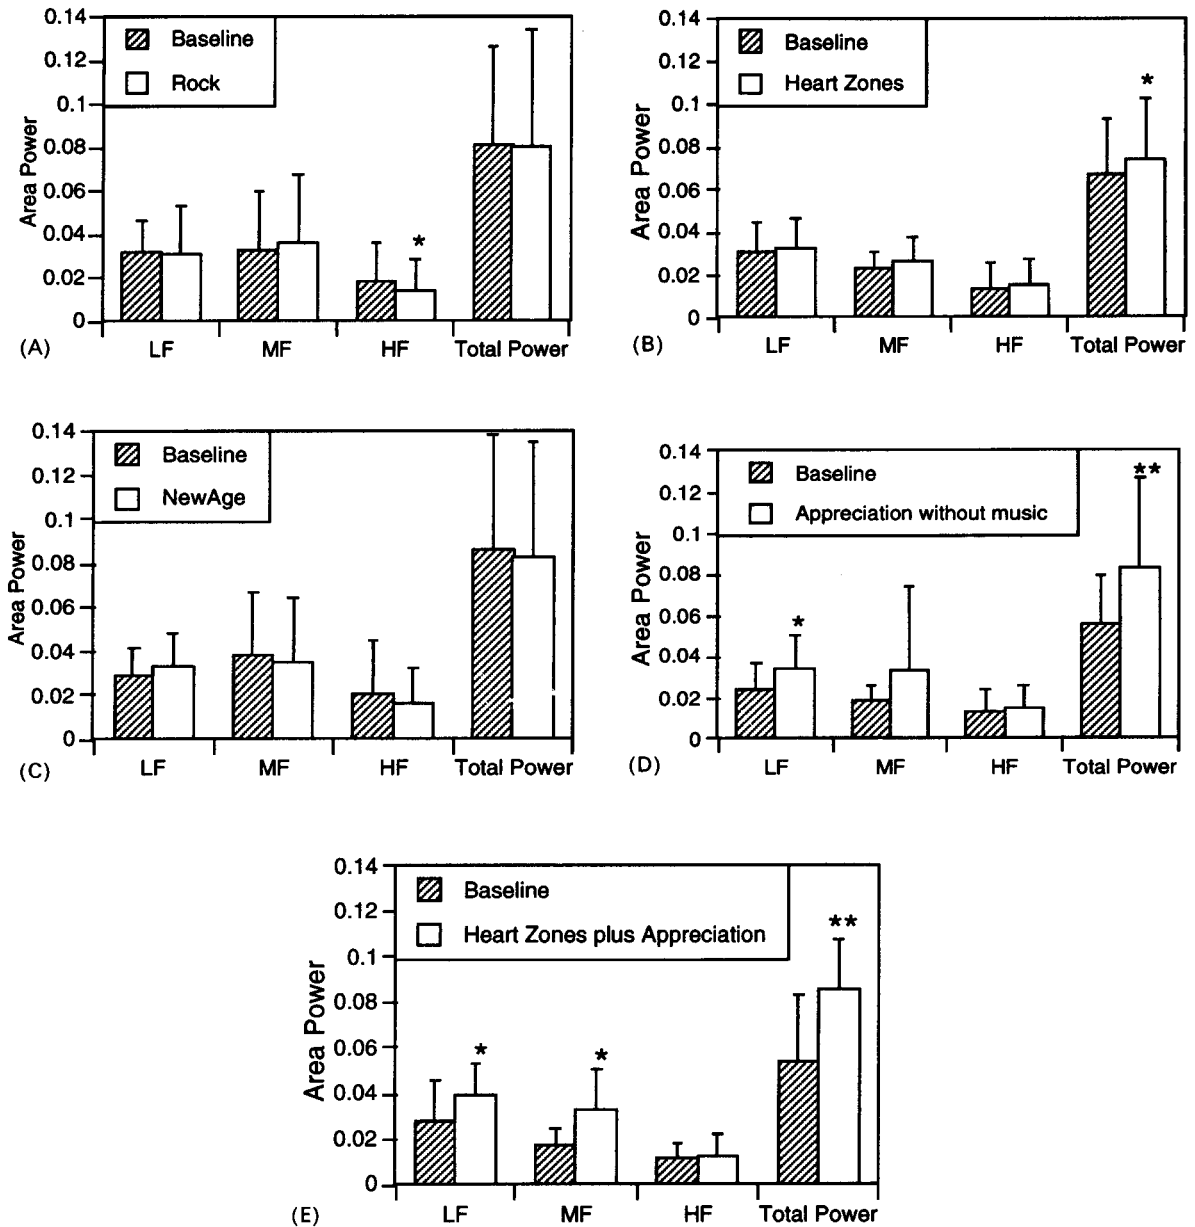 0.14
0.12
0.1
0.08
0.06
0.04
0.02
0
Area Power
Baseline
Rock
*
LF MF HF Total Power
(A)
0.14
0.12
0.1
0.08
0.06
0.04
0.02
0
Area Power
Baseline
Heart Zones
*
LF MF HF Total Power
(B)
0.14
0.12
0.1
0.08
0.06
0.04
0.02
0
Area Power
Baseline
NewAge
LF MF HF Total Power
(C)
0.14
0.12
0.1
0.08
0.06
0.04
0.02
0
Area Power
Baseline
Appreciation without music
**
*
LF MF HF Total Power
(D)
0.14
0.12
0.1
0.08
0.06
0.04
0.02
0
Area Power
Baseline
Heart Zones plus Appreciation
**
* *
LF MF HF Total Power
(E)